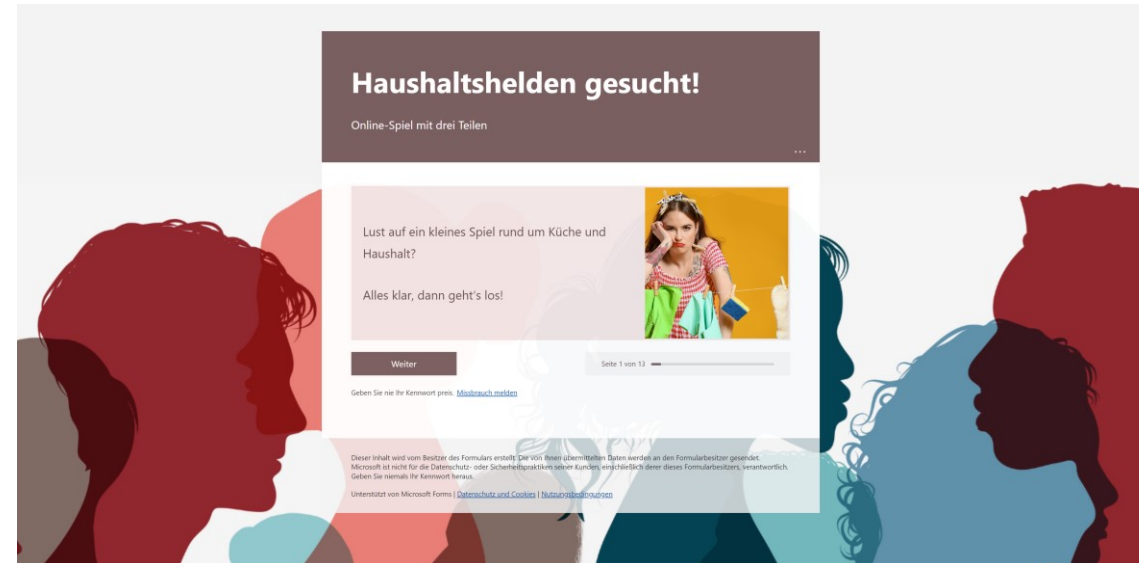 Haushaltshelden gesucht!
Online-Spiel mit drei Teilen
...
Lust auf ein kleines Spiel rund um Küche und
Haushalt?
Alles klar, dann geht's los!
Weiter
Seite 1 von 13
Geben Sie nie Ihr Kennwort preis. Missbrauch melden
Dieser Inhalt wird vom Besitzer des Formulars erstellt. Die von Ihnen übermittelten Daten werden an den Formularbesitzer gesendet.
Microsoft ist nicht für die Datenschutz- oder Sicherheitspraktiken seiner Kunden, einschließlich derer dieses Formularbesitzers, verantwortlich.
Geben Sie niemals Ihr Kennwort heraus.
Unterstützt von Microsoft Forms | Datenschutz und Cookies | Nutzungsbedingungen